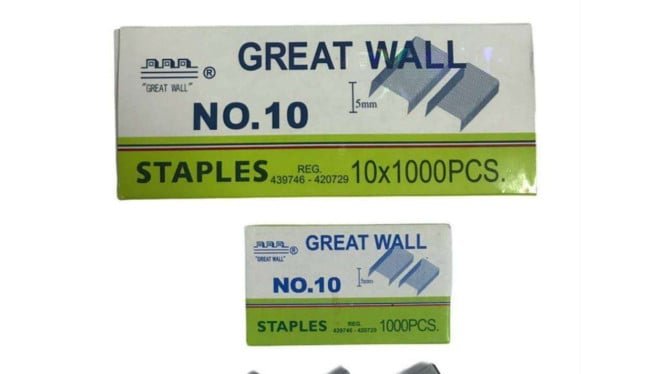 GREAT WALL
®
"GREAT WALL"
5mm
NO.10
STAPLES REG. 439746 - 420729 10x1000PCS.
GREAT WALL
®
"GREAT WALL"
5mm
NO.10
STAPLES REG. 439746 - 420729 1000PCS.